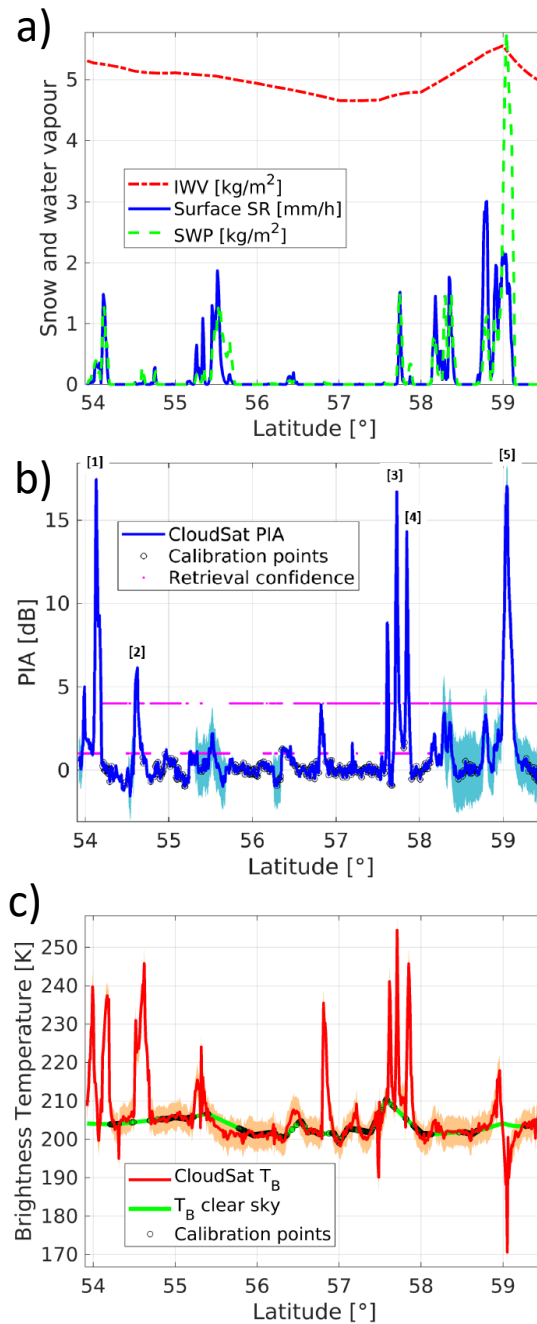 a)
Snow and water vapour
5
4
3
2
1
0
IWV [kg/m²]
Surface SR [mm/h]
SWP [kg/m²]
54 55 56 57 58 59
Latitude [°]
b)
PIA [dB]
15
10
5
0
[1]
[2]
[3]
[4]
[5]
CloudSat PIA
Calibration points
Retrieval confidence
54 55 56 57 58 59
Latitude [°]
c)
Brightness Temperature [K]
250
240
230
220
210
200
190
180
170
CloudSat T_B
T_B clear sky
Calibration points
54 55 56 57 58 59
Latitude [°]